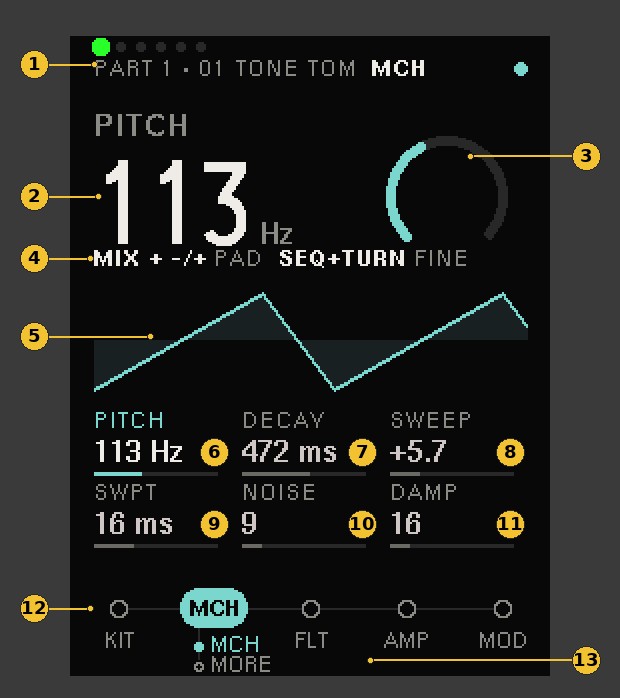 1 PART 1 · 01 TONE TOM MCH
PITCH
3
2 113 Hz
4 MIX + -/+ PAD SEQ+TURN FINE
5
PITCH DECAY SWEEP
113 Hz 6 472 ms 7 +5.7 8
SWPT NOISE DAMP
16 ms 9 9 10 16 11
12 MCH
KIT MCH FLT AMP MOD
MORE 13